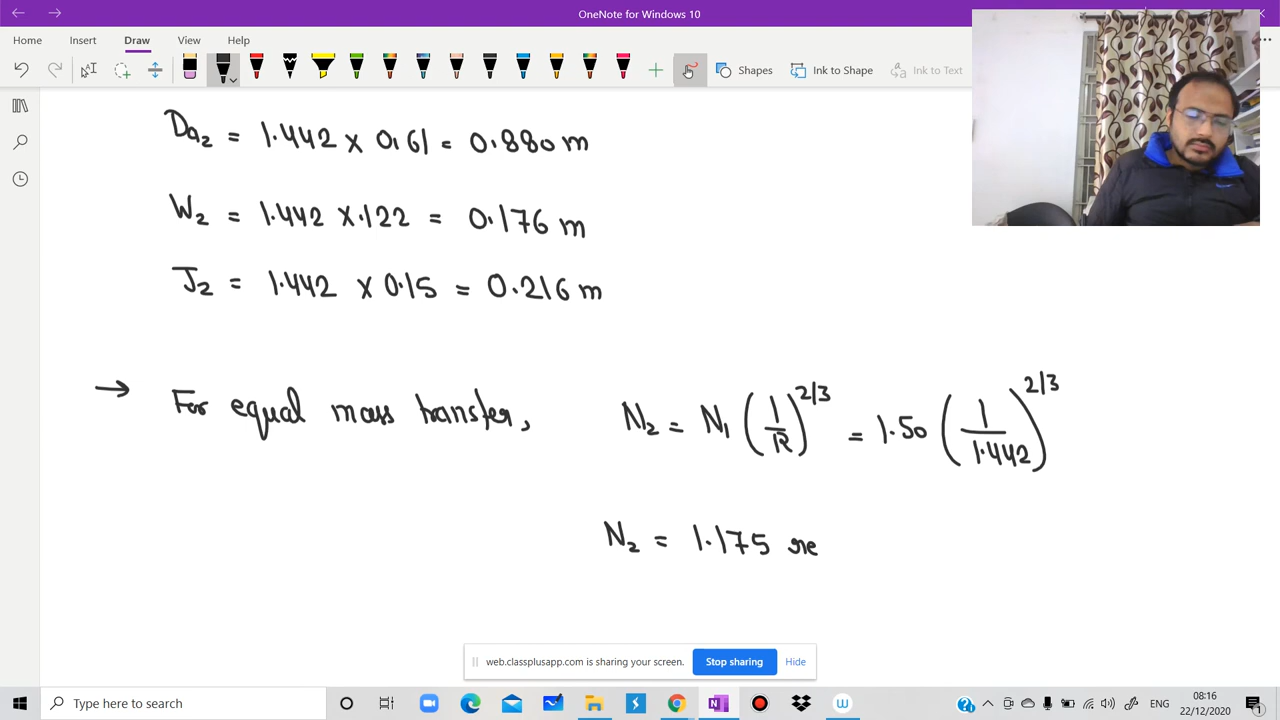 OneNote for Windows 10
Home Insert Draw View Help
Shapes Ink to Shape Ink to Text
Da2 = 1.442 x 0.61 = 0.880 m
W2 = 1.442 x .122 = 0.176 m
J2 = 1.442 x 0.15 = 0.216 m
→ For equal mass transfer, N2 = N1 (1/R)^2/3 = 1.50 (1/1.442)^2/3
N2 = 1.175 re
web.classplusapp.com is sharing your screen. Stop sharing Hide
Type here to search
ENG
08:16
22/12/2020